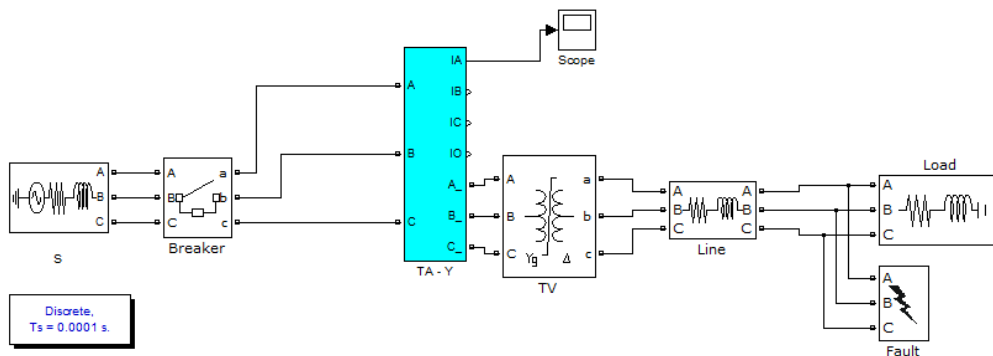 Scope
IA
A
IB
IC
B
IO
A_
B_
C
C_
TA - Y
A
B
C
S
A
a
B
b
C
c
Breaker
A
a
B
b
C
c
Yg
Δ
TV
A
A
B
B
C
C
Line
Load
A
B
C
A
B
C
Fault
Discrete,
Ts = 0.0001 s.